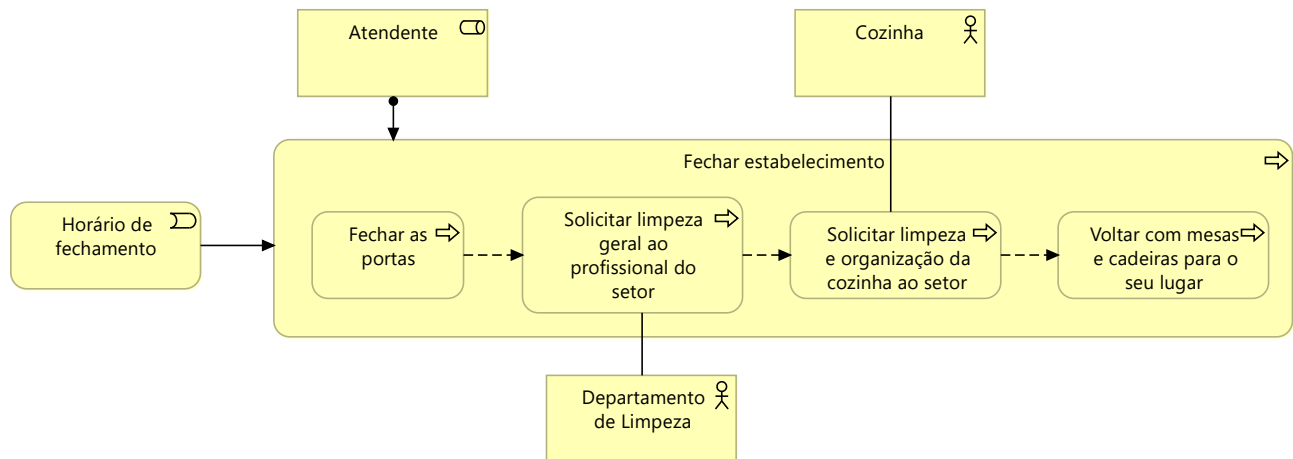 Atendente
Cozinha
Fechar estabelecimento
Horário de
fechamento
Fechar as
portas
Solicitar limpeza
geral ao
profissional do
setor
Solicitar limpeza
e organização da
cozinha ao setor
Voltar com mesas
e cadeiras para o
seu lugar
Departamento
de Limpeza